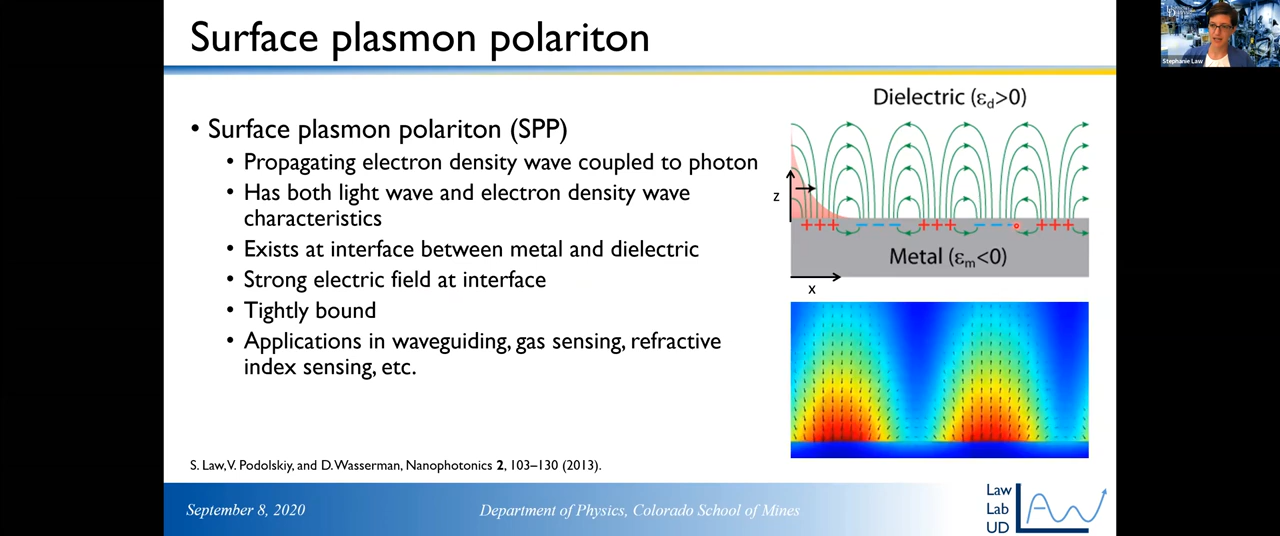 Surface plasmon polariton
• Surface plasmon polariton (SPP)
• Propagating electron density wave coupled to photon
• Has both light wave and electron density wave
characteristics
• Exists at interface between metal and dielectric
• Strong electric field at interface
• Tightly bound
• Applications in waveguiding, gas sensing, refractive
index sensing, etc.
S. Law, V. Podolskiy, and D. Wasserman, Nanophotonics 2, 103–130 (2013).
Dielectric (εd>0)
z
+++ – – – – +++ – – – +++
Metal (εm<0)
x
September 8, 2020
Department of Physics, Colorado School of Mines
Law
Lab
UD
Stephanie Law